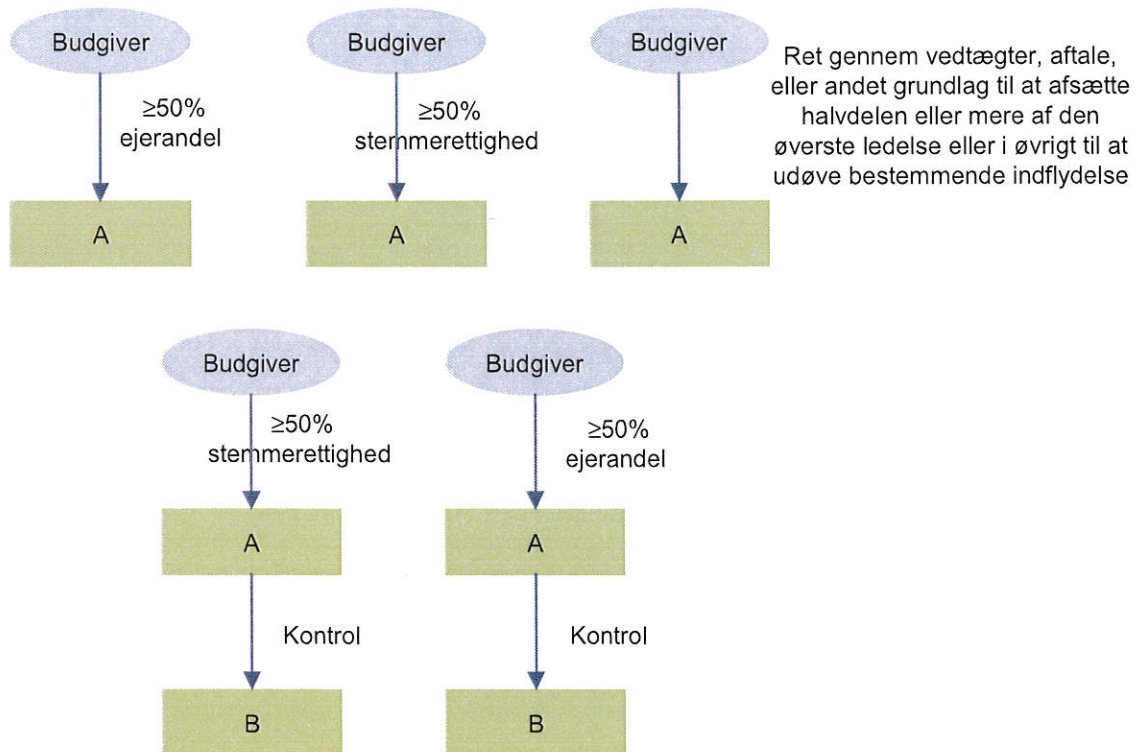 Budgiver
≥50%
ejerandel
A
Budgiver
≥50%
stemmerettighed
A
Budgiver
Ret gennem vedtægter, aftale,
eller andet grundlag til at afsætte
halvdelen eller mere af den
øverste ledelse eller i øvrigt til at
udøve bestemmende indflydelse
A
Budgiver
≥50%
stemmerettighed
A
Kontrol
B
Budgiver
≥50%
ejerandel
A
Kontrol
B